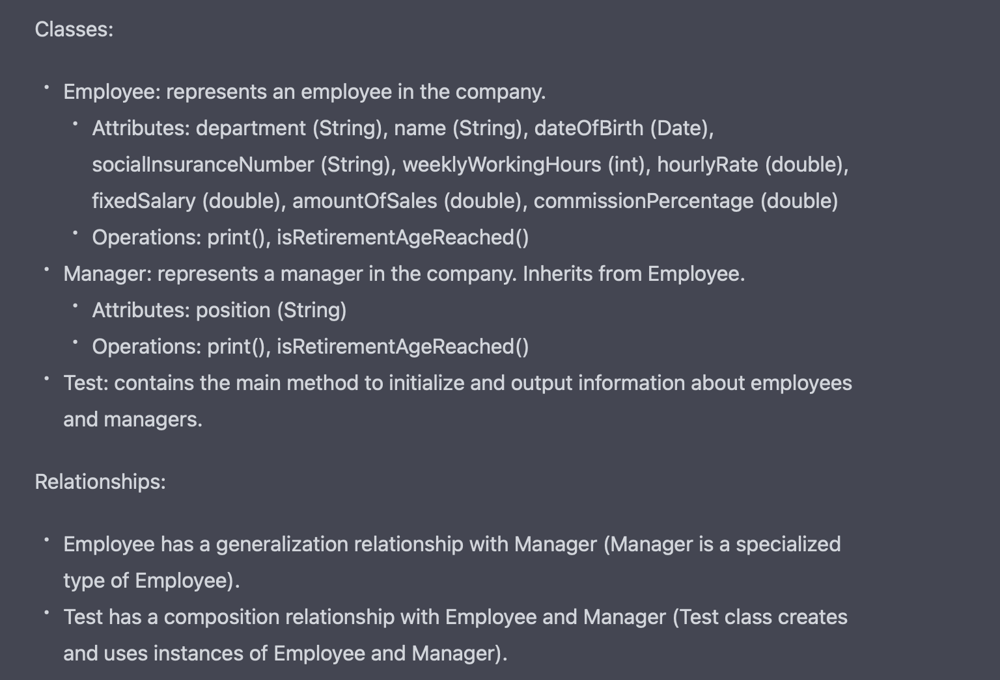 Classes:
• Employee: represents an employee in the company.
• Attributes: department (String), name (String), dateOfBirth (Date),
socialInsuranceNumber (String), weeklyWorkingHours (int), hourlyRate (double),
fixedSalary (double), amountOfSales (double), commissionPercentage (double)
• Operations: print(), isRetirementAgeReached()
• Manager: represents a manager in the company. Inherits from Employee.
• Attributes: position (String)
• Operations: print(), isRetirementAgeReached()
• Test: contains the main method to initialize and output information about employees
and managers.
Relationships:
• Employee has a generalization relationship with Manager (Manager is a specialized
type of Employee).
• Test has a composition relationship with Employee and Manager (Test class creates
and uses instances of Employee and Manager).